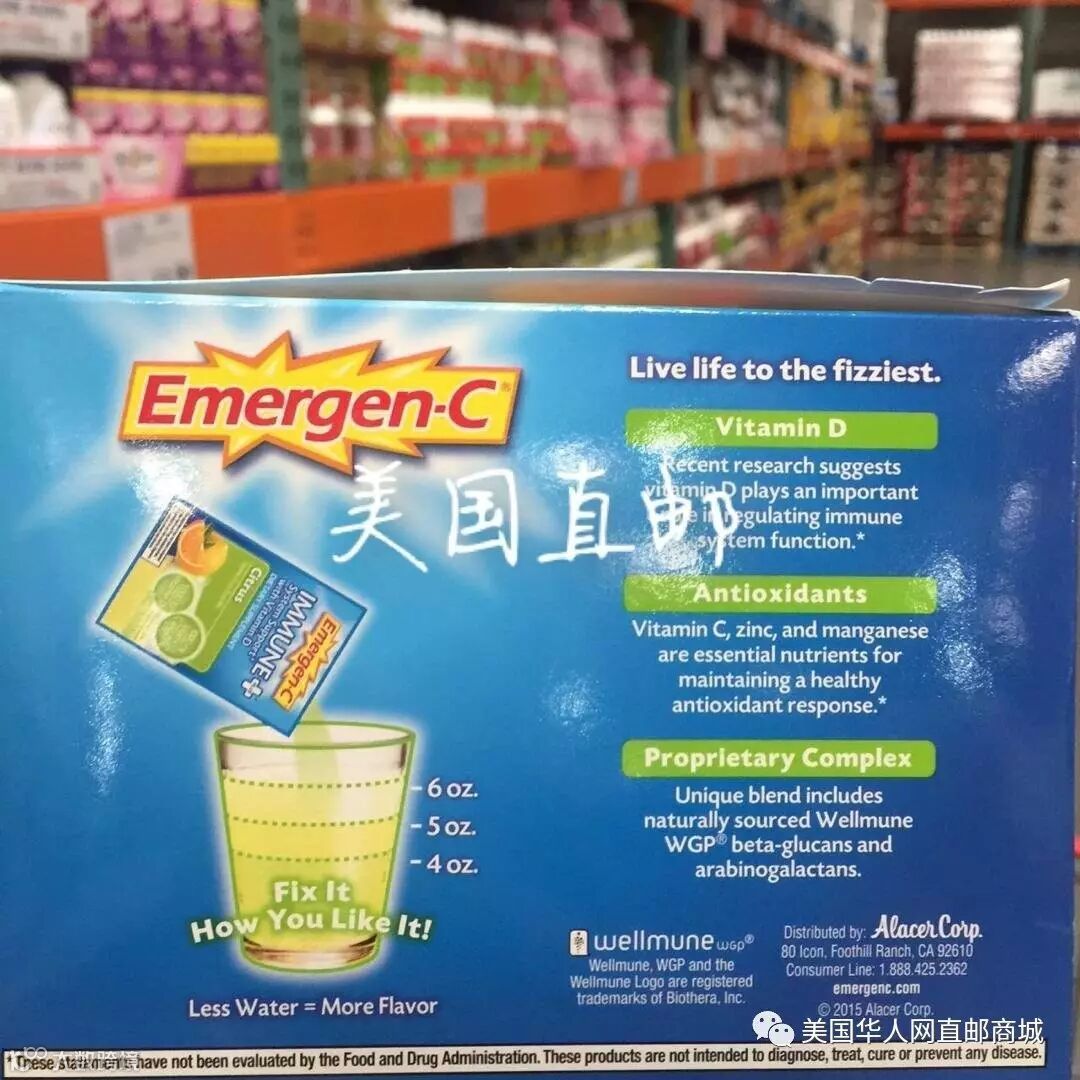 Emergen-C®
Live life to the fizziest.
Vitamin D
Recent research suggests
vitamin D plays an important
in regulating immune
system function.*
美国直邮
Antioxidants
Vitamin C, zinc, and manganese
are essential nutrients for
maintaining a healthy
antioxidant response.*
Proprietary Complex
Unique blend includes
naturally sourced Wellmune
WGP® beta-glucans and
arabinogalactans.
Citrus
Emergen-C
IMMUNE+
System Support
with Vitamin D
6 oz.
5 oz.
4 oz.
Fix It
How You Like It!
Less Water = More Flavor
wellmune WGP®
Wellmune, WGP and the
Wellmune Logo are registered
trademarks of Biothera, Inc.
Distributed by: Alacer Corp.
80 Icon, Foothill Ranch, CA 92610
Consumer Line: 1.888.425.2362
emergenc.com
© 2015 Alacer Corp.
美国华人网直邮商城
*These statements have not been evaluated by the Food and Drug Administration. These products are not intended to diagnose, treat, cure or prevent any disease.